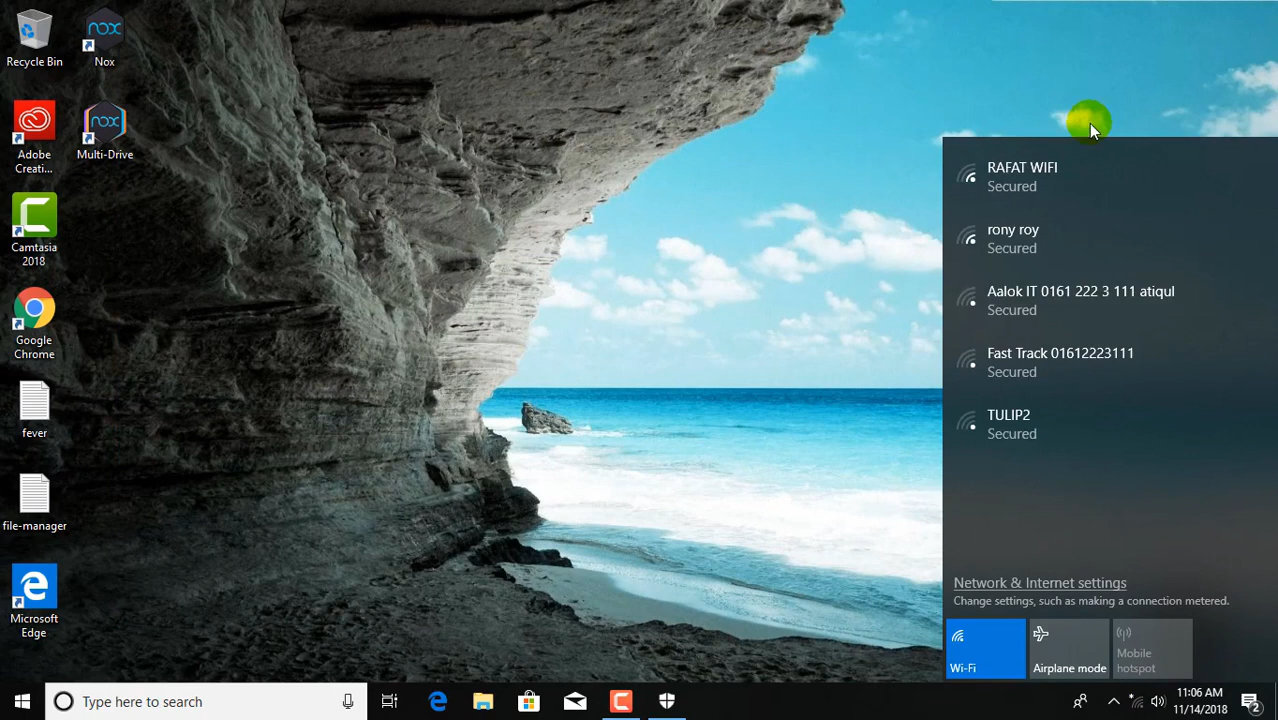 Recycle Bin
nox
Nox
Adobe
Creati...
nox
Multi-Drive
Camtasia
2018
Google
Chrome
fever
file-manager
Microsoft
Edge
RAFAT WIFI
Secured
rony roy
Secured
Aalok IT 0161 222 3 111 atiqul
Secured
Fast Track 01612223111
Secured
TULIP2
Secured
Network & Internet settings
Change settings, such as making a connection metered.
Wi-Fi
Airplane mode
Mobile
hotspot
Type here to search
11:06 AM
11/14/2018
2